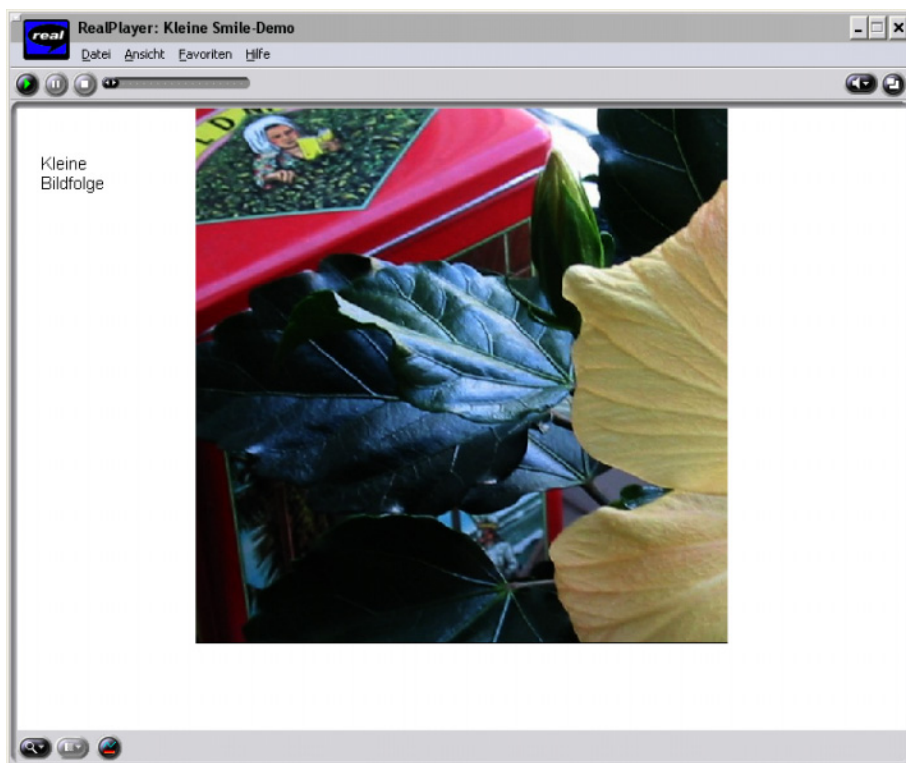 real
RealPlayer: Kleine Smile-Demo
Datei Ansicht Favoriten Hilfe
Kleine
Bildfolge